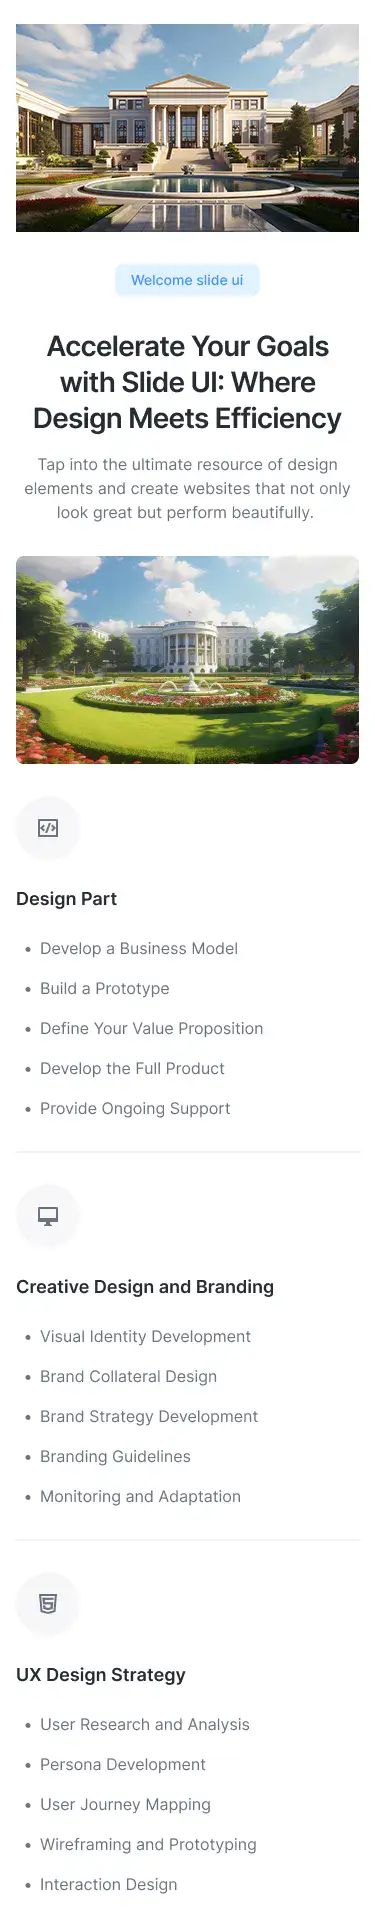 Welcome slide ui
Accelerate Your Goals
with Slide UI: Where
Design Meets Efficiency
Tap into the ultimate resource of design
elements and create websites that not only
look great but perform beautifully.
Design Part
• Develop a Business Model
• Build a Prototype
• Define Your Value Proposition
• Develop the Full Product
• Provide Ongoing Support
Creative Design and Branding
• Visual Identity Development
• Brand Collateral Design
• Brand Strategy Development
• Branding Guidelines
• Monitoring and Adaptation
UX Design Strategy
• User Research and Analysis
• Persona Development
• User Journey Mapping
• Wireframing and Prototyping
• Interaction Design